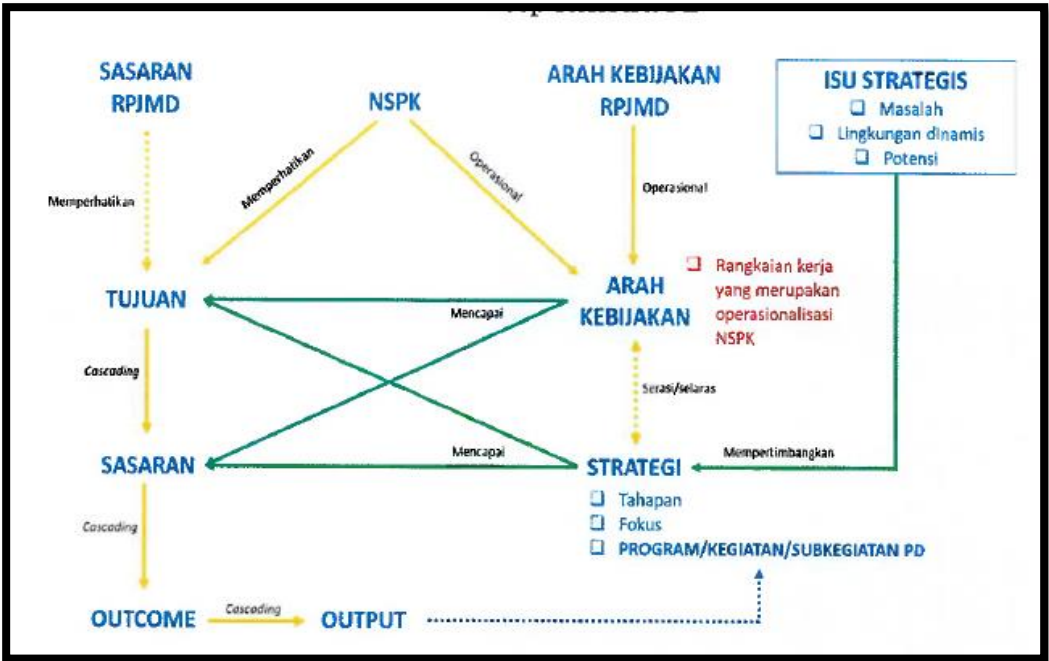 SASARAN
RPJMD
NSPK
ARAH KEBIJAKAN
RPJMD
ISU STRATEGIS
Masalah
Lingkungan dinamis
Potensi
Memperhatikan
Memperhatikan
Operasional
Operasional
TUJUAN
Mencapai
ARAH
KEBIJAKAN
Rangkaian kerja
yang merupakan
operasionalisasi
NSPK
Cascading
Serasi/selaras
SASARAN
Mencapai
STRATEGI
Mempertimbangkan
Tahapan
Fokus
PROGRAM/KEGIATAN/SUBKEGIATAN PD
Cascading
OUTCOME
Cascading
OUTPUT